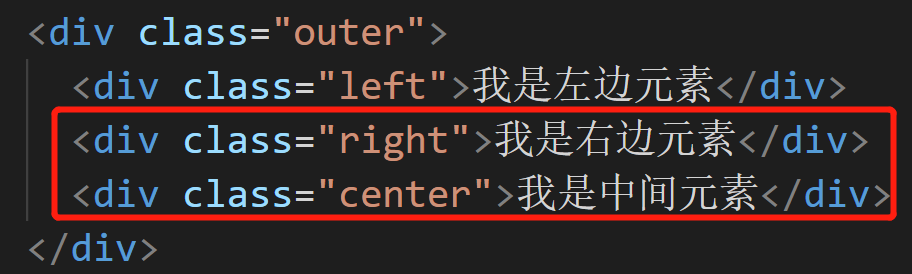 <div class="outer">
<div class="left">我是左边元素</div>
<div class="right">我是右边元素</div>
<div class="center">我是中间元素</div>
</div>